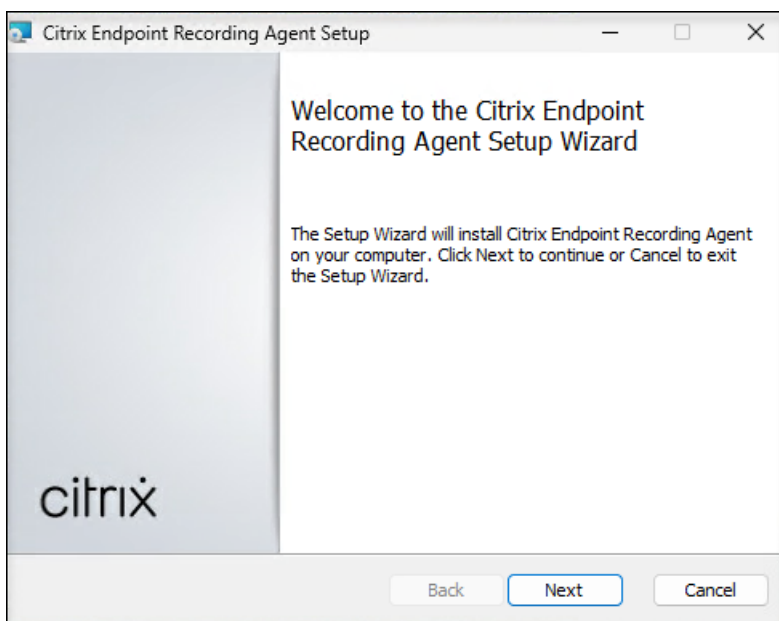 Citrix Endpoint Recording Agent Setup
Welcome to the Citrix Endpoint
Recording Agent Setup Wizard
The Setup Wizard will install Citrix Endpoint Recording Agent
on your computer. Click Next to continue or Cancel to exit
the Setup Wizard.
citrix
Back Next Cancel